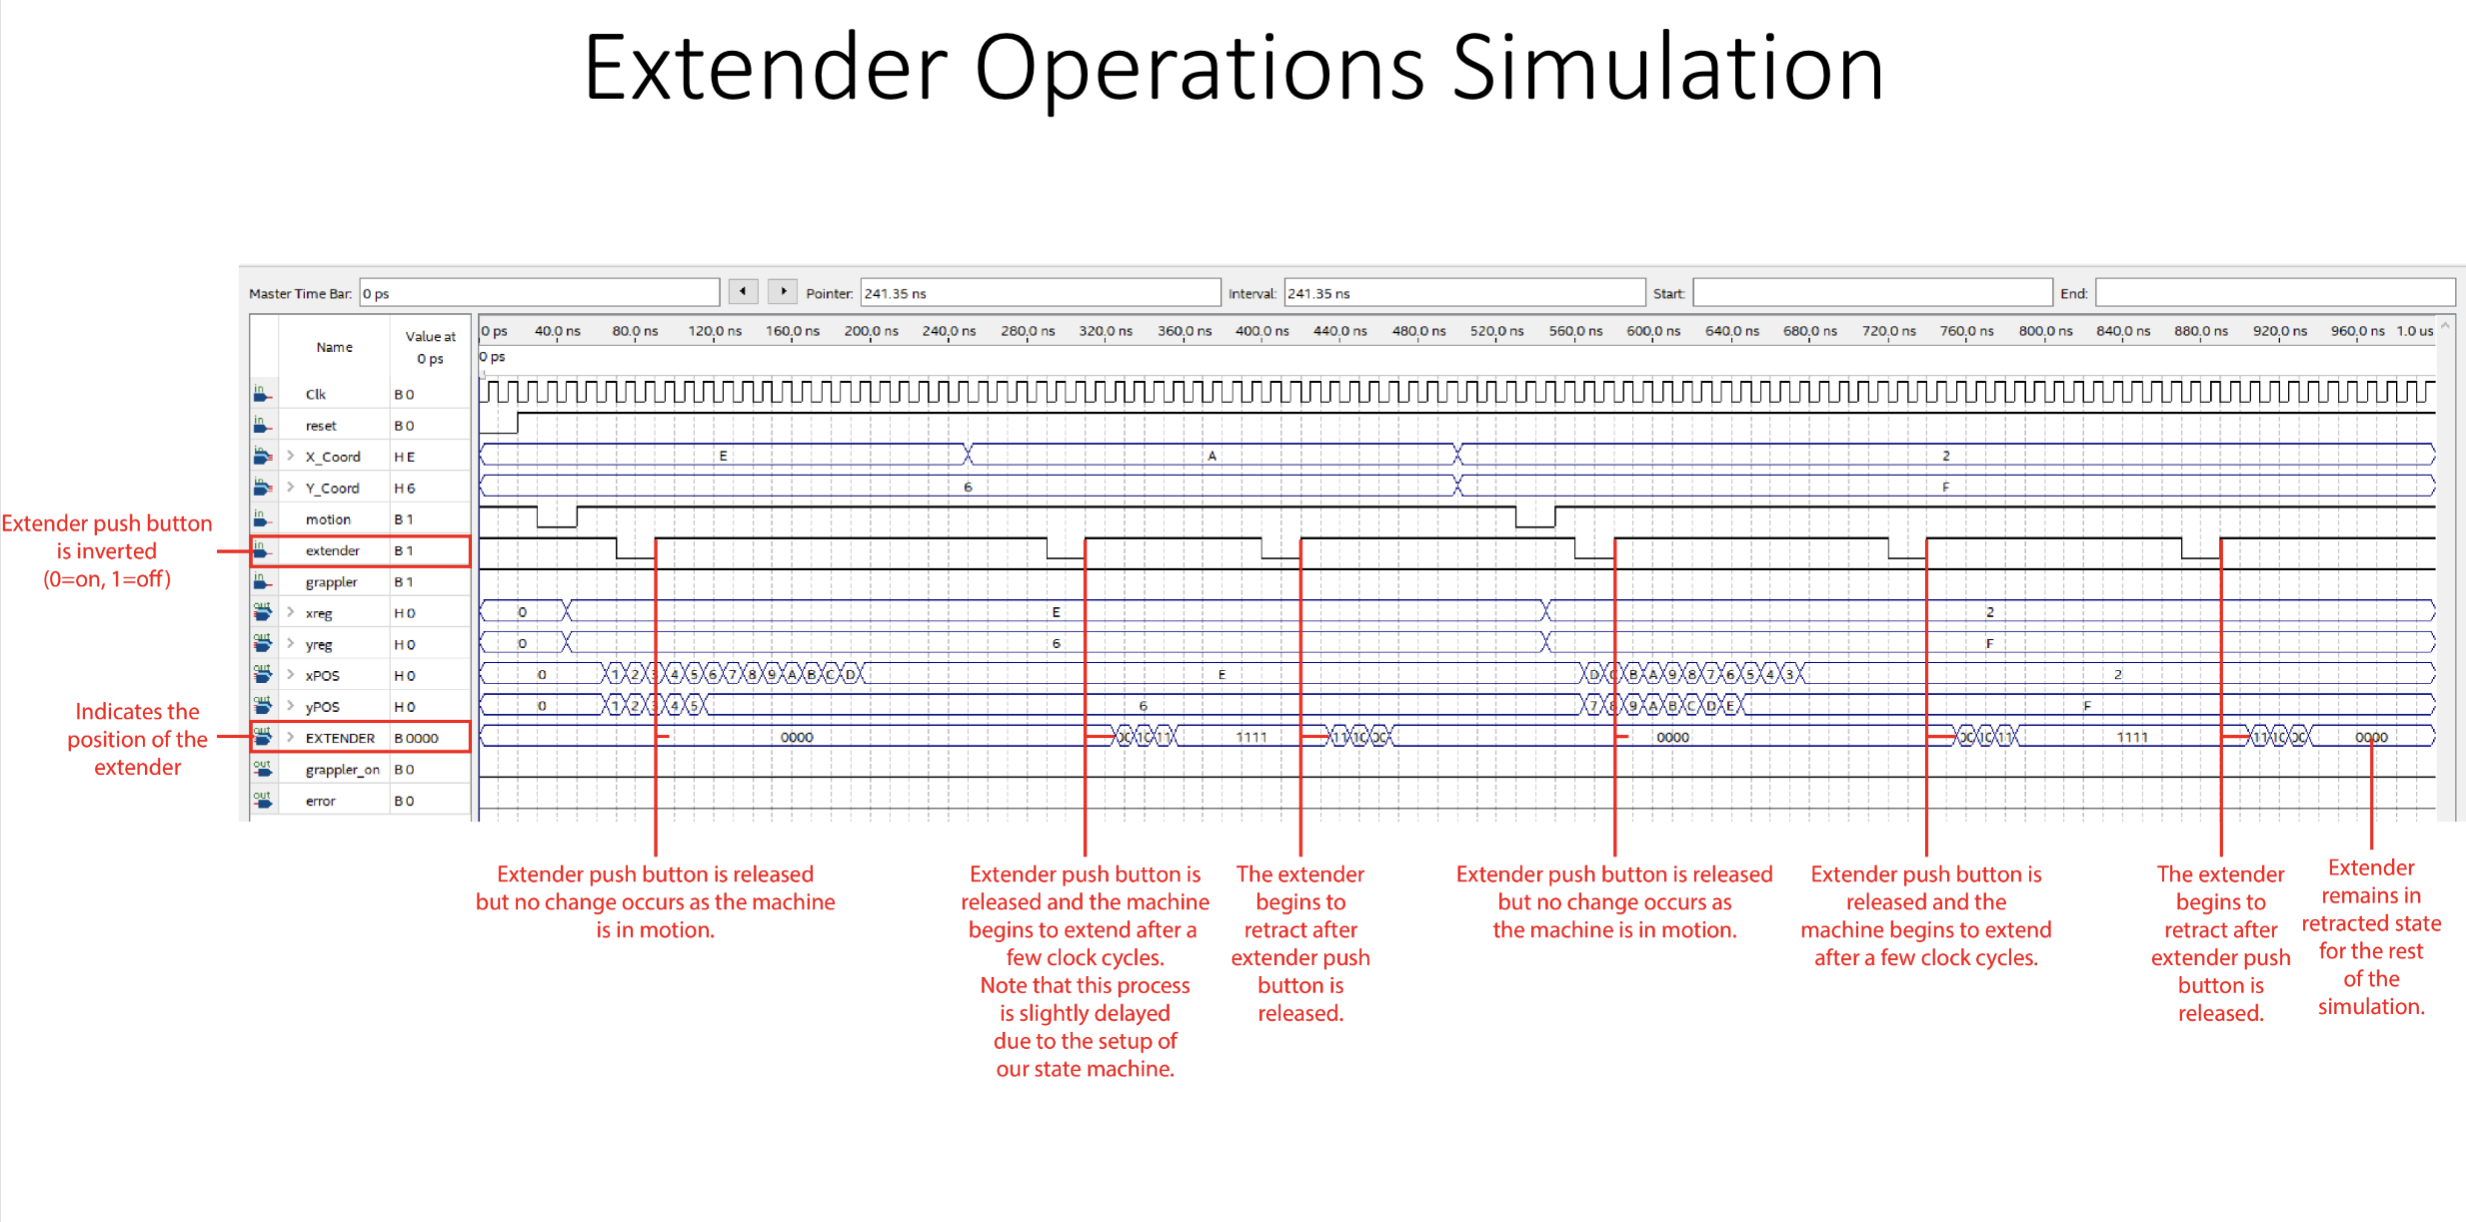 Extender Operations Simulation
Master Time Bar: 0 ps Pointer: 241.35 ns Interval: 241.35 ns Start: End:
Name Value at 0 ps
0 ps 40.0 ns 80.0 ns 120.0 ns 160.0 ns 200.0 ns 240.0 ns 280.0 ns 320.0 ns 360.0 ns 400.0 ns 440.0 ns 480.0 ns 520.0 ns 560.0 ns 600.0 ns 640.0 ns 680.0 ns 720.0 ns 760.0 ns 800.0 ns 840.0 ns 880.0 ns 920.0 ns 960.0 ns 1.0 us
0 ps
in Clk B 0
in reset B 0
in > X_Coord H E E A 2
in > Y_Coord H 6 6 F
in motion B 1
in extender B 1
in grappler B 1
out > xreg H 0 0 E 2
out > yreg H 0 0 6 F
out > xPOS H 0 0 1 2 3 4 5 6 7 8 9 A B C D E D C B A 9 8 7 6 5 4 3 2
out > yPOS H 0 0 1 2 3 4 5 6 7 8 9 A B C D E F
out > EXTENDER B 0000 0000 1111 0000 1111 0000
out grappler_on B 0
out error B 0
Extender push button
is inverted
(0=on, 1=off)
Indicates the
position of the
extender
Extender push button is released
but no change occurs as the machine
is in motion.
Extender push button is
released and the machine
begins to extend after a
few clock cycles.
Note that this process
is slightly delayed
due to the setup of
our state machine.
The extender
begins to
retract after
extender push
button is
released.
Extender push button is released
but no change occurs as
the machine is in motion.
Extender push button is
released and the
machine begins to extend
after a few clock cycles.
The extender
begins to
retract after
extender push
button is
released.
Extender
remains in
retracted state
for the rest
of the
simulation.